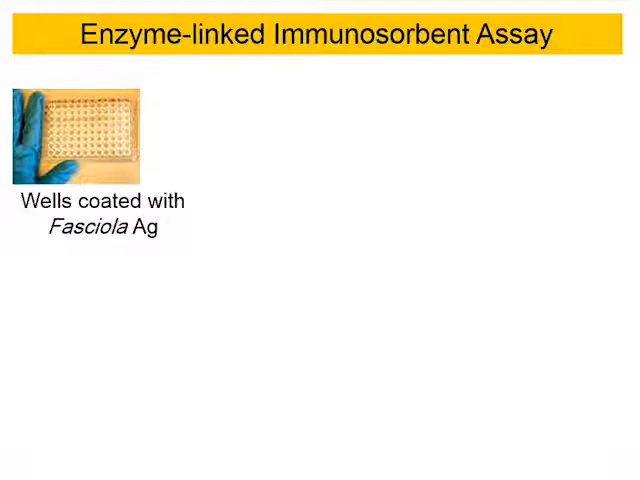 Enzyme-linked Immunosorbent Assay
Wells coated with
Fasciola Ag